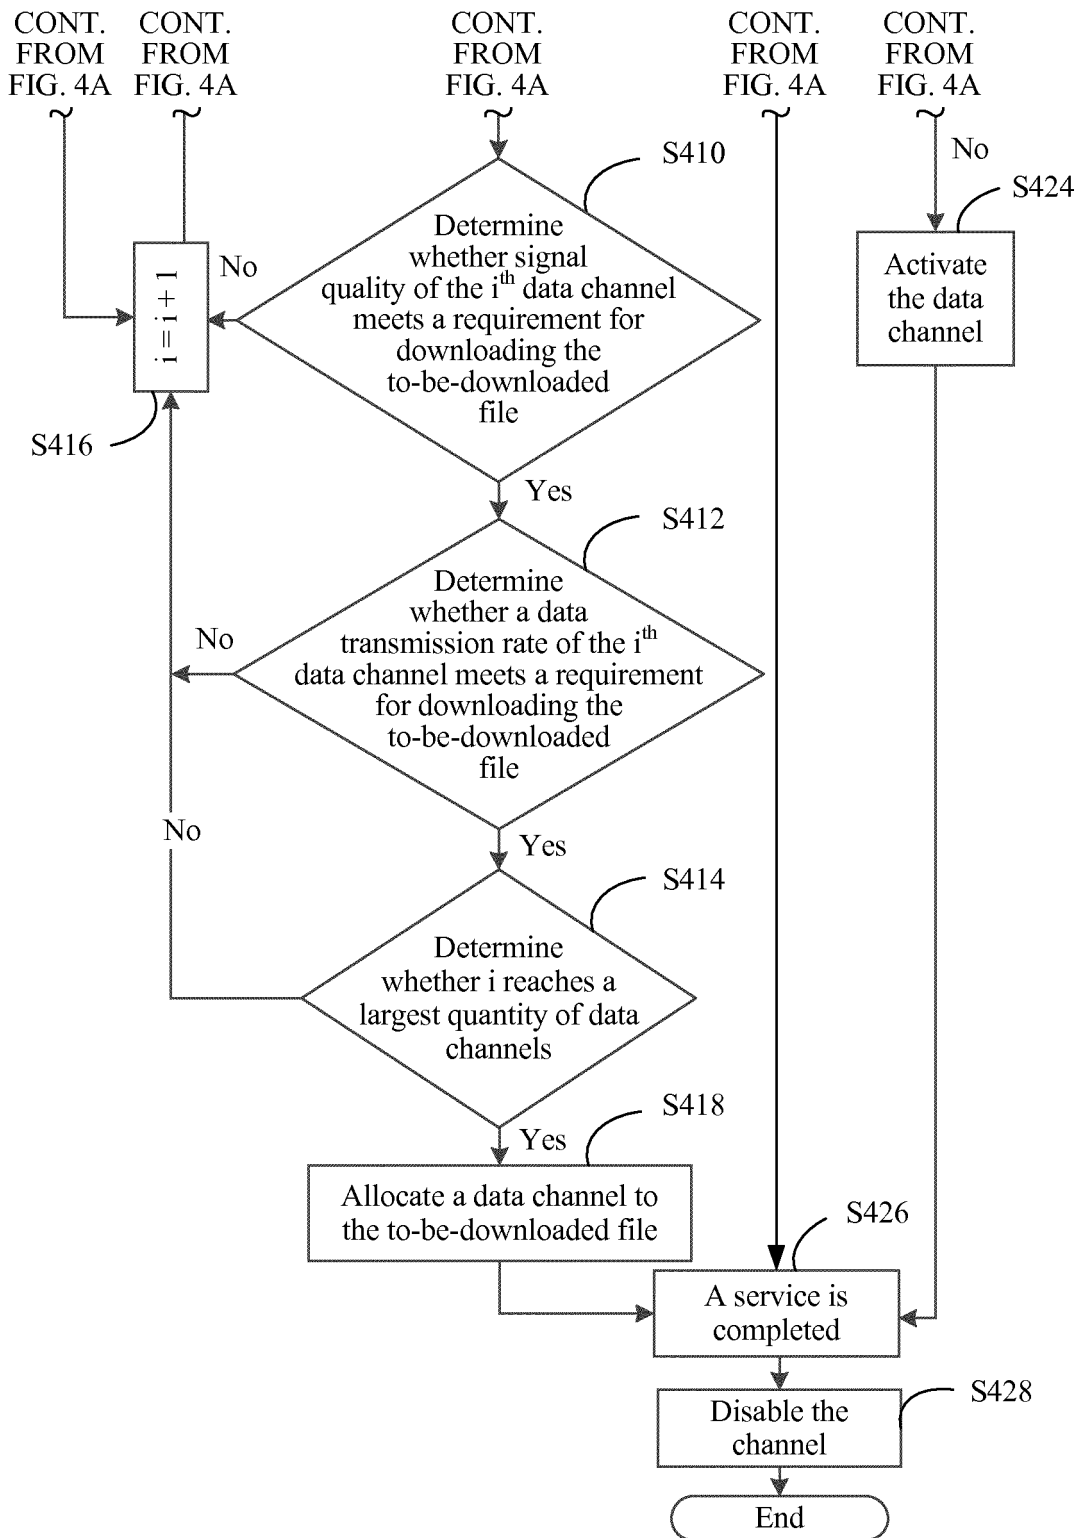 CONT.
FROM
FIG. 4A
CONT.
FROM
FIG. 4A
CONT.
FROM
FIG. 4A
CONT.
FROM
FIG. 4A
CONT.
FROM
FIG. 4A
S410
No
S424
Determine
whether signal
quality of the ith data channel
meets a requirement for
downloading the
to-be-downloaded
file
No
i = i + 1
Activate
the data
channel
S416
Yes
S412
Determine
whether a data
transmission rate of the ith
data channel meets a requirement
for downloading the
to-be-downloaded
file
No
No
Yes
S414
Determine
whether i reaches a
largest quantity of data
channels
Yes
S418
Allocate a data channel to
the to-be-downloaded file
S426
A service is
completed
S428
Disable the
channel
End